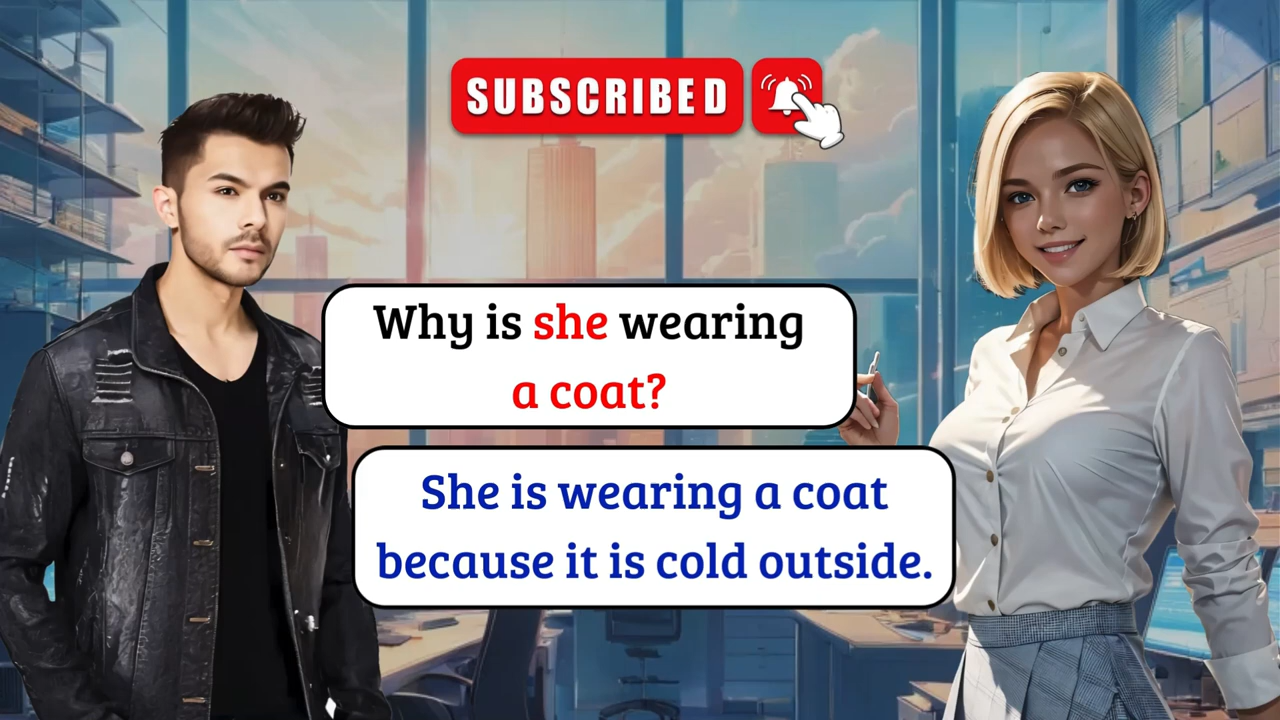 SUBSCRIBED
Why is she wearing
a coat?
She is wearing a coat
because it is cold outside.